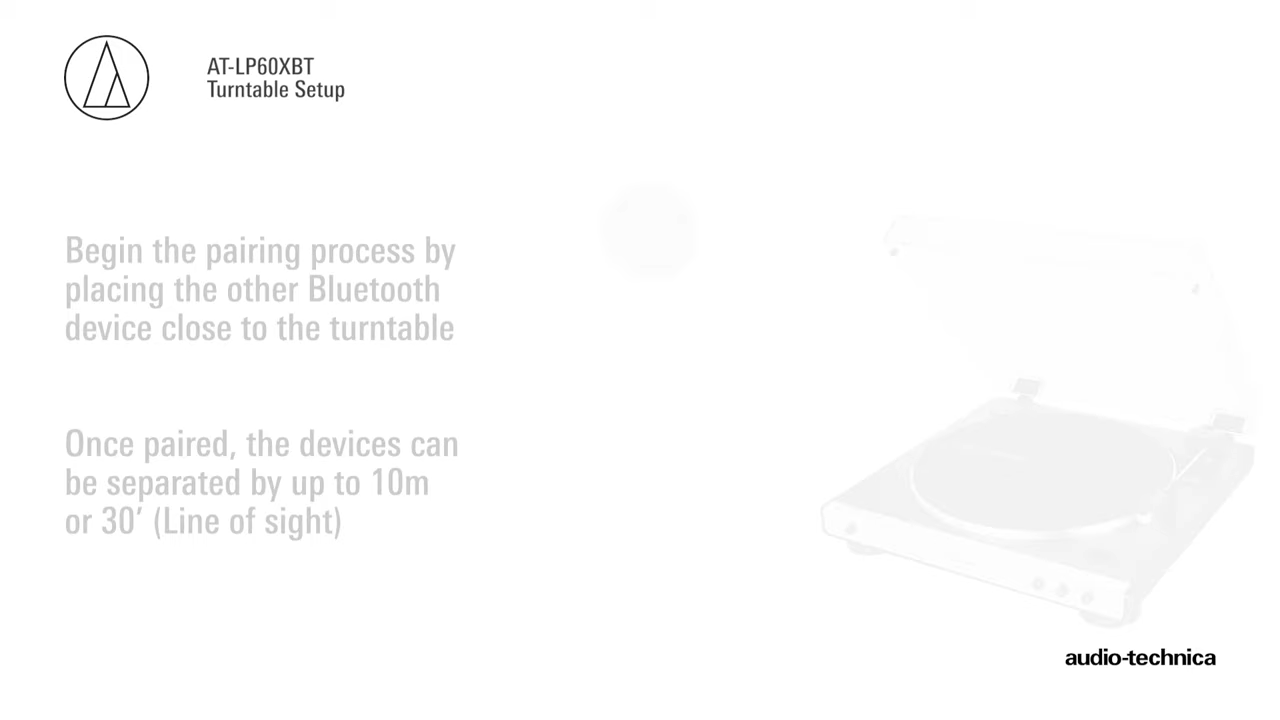 AT-LP60XBT
Turntable Setup
Begin the pairing process by
placing the other Bluetooth
device close to the turntable
Once paired, the devices can
be separated by up to 10m
or 30’ (Line of sight)
audio-technica